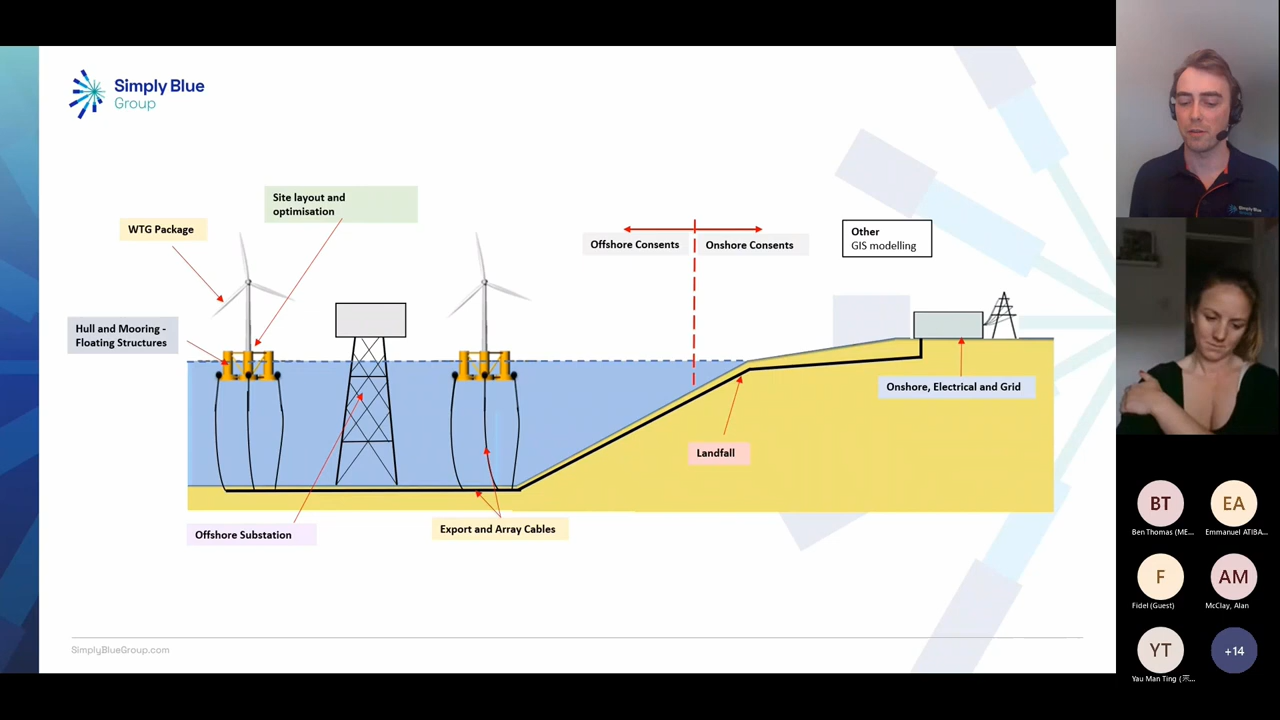 Simply Blue
Group
Site layout and
optimisation
WTG Package
Offshore Consents
Onshore Consents
Other
GIS modelling
Hull and Mooring -
Floating Structures
Onshore, Electrical and Grid
Landfall
Offshore Substation
Export and Array Cables
SimplyBlueGroup.com
Simply Blue
BT
Ben Thomas (ME...
EA
Emmanuel ATIBA...
F
Fidel (Guest)
AM
McClay, Alan
YT
Yau Man Ting (
+14